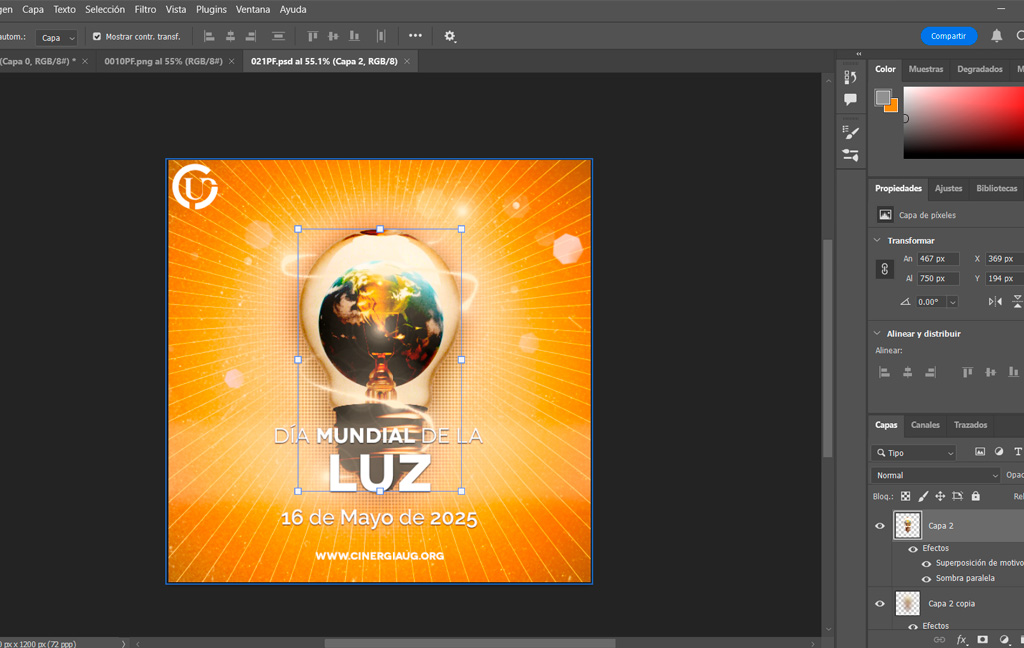 gen Capa Texto Selección Filtro Vista Plugins Ventana Ayuda
autom.: Capa Mostrar contr. transf. Compartir
(Capa 0, RGB/8#) * × 0010PF.png al 55% (RGB/8#) × 021PF.psd al 55.1% (Capa 2, RGB/8) ×
Color Muestras Degradados M
Propiedades Ajustes Bibliotecas
Capa de píxeles
Transformar
An 467 px X 369 px
Al 750 px Y 194 px
0.00°
Alinear y distribuir
Alinear:
Capas Canales Trazados
Tipo
Normal Opac
Bloq.: Rel
Capa 2
Efectos
Superposición de motivo
Sombra paralela
Capa 2 copia
Efectos
fx
U
DÍA MUNDIAL DE LA
LUZ
16 de Mayo de 2025
WWW.CINERGIAUG.ORG
0 px x 1200 px (72 ppp)